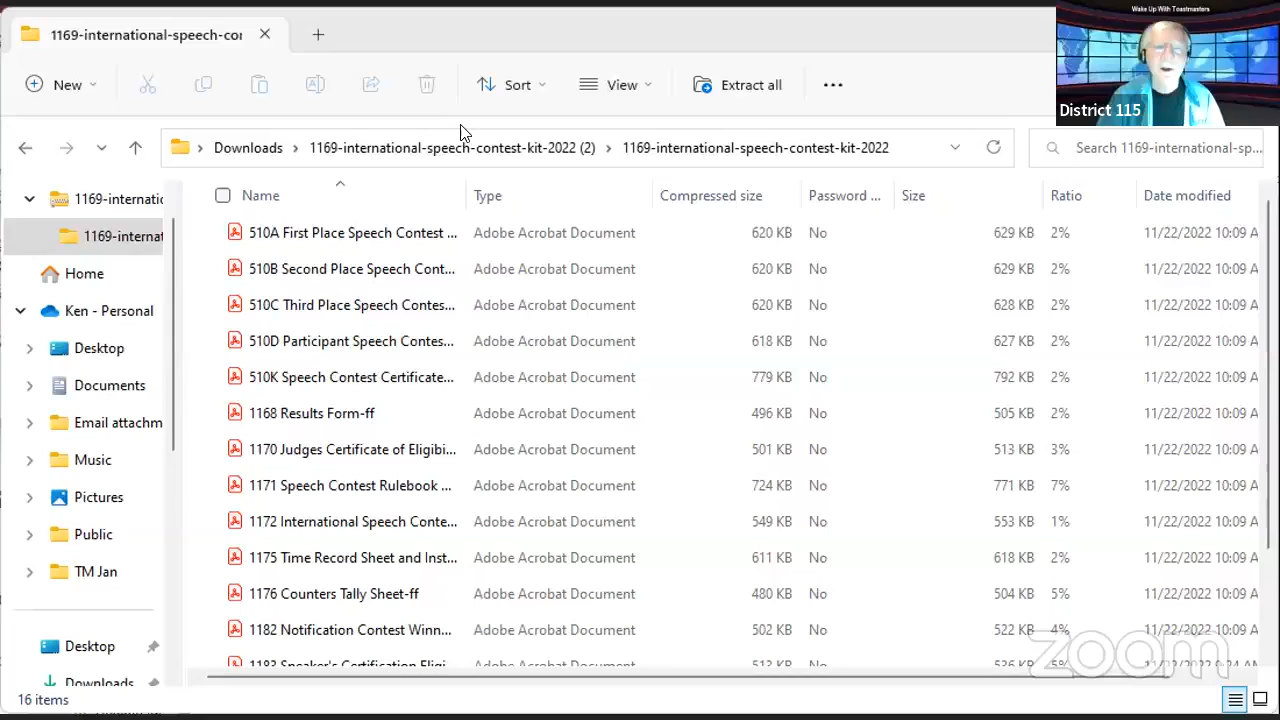 Wake Up With Toastmasters
District 115
1169-international-speech-cor
New
Sort
View
Extract all
Downloads > 1169-international-speech-contest-kit-2022 (2) > 1169-international-speech-contest-kit-2022
Search 1169-international-sp...
1169-internatio
1169-internat
Home
Ken - Personal
Desktop
Documents
Email attachm
Music
Pictures
Public
TM Jan
Desktop
Downloads
Name Type Compressed size Password ... Size Ratio Date modified
510A First Place Speech Contest ... Adobe Acrobat Document 620 KB No 629 KB 2% 11/22/2022 10:09 A
510B Second Place Speech Cont... Adobe Acrobat Document 620 KB No 629 KB 2% 11/22/2022 10:09 A
510C Third Place Speech Contes... Adobe Acrobat Document 620 KB No 628 KB 2% 11/22/2022 10:09 A
510D Participant Speech Contes... Adobe Acrobat Document 618 KB No 627 KB 2% 11/22/2022 10:09 A
510K Speech Contest Certificate... Adobe Acrobat Document 779 KB No 792 KB 2% 11/22/2022 10:09 A
1168 Results Form-ff Adobe Acrobat Document 496 KB No 505 KB 2% 11/22/2022 10:09 A
1170 Judges Certificate of Eligibi... Adobe Acrobat Document 501 KB No 513 KB 3% 11/22/2022 10:09 A
1171 Speech Contest Rulebook ... Adobe Acrobat Document 724 KB No 771 KB 7% 11/22/2022 10:09 A
1172 International Speech Conte... Adobe Acrobat Document 549 KB No 553 KB 1% 11/22/2022 10:09 A
1175 Time Record Sheet and Inst... Adobe Acrobat Document 611 KB No 618 KB 2% 11/22/2022 10:09 A
1176 Counters Tally Sheet-ff Adobe Acrobat Document 480 KB No 504 KB 5% 11/22/2022 10:09 A
1182 Notification Contest Winn... Adobe Acrobat Document 502 KB No 522 KB 4% 11/22/2022 10:09 A
1183 Speaker's Certification Eligi... Adobe Acrobat Document 513 KB No 536 KB 5%
zoom
16 items